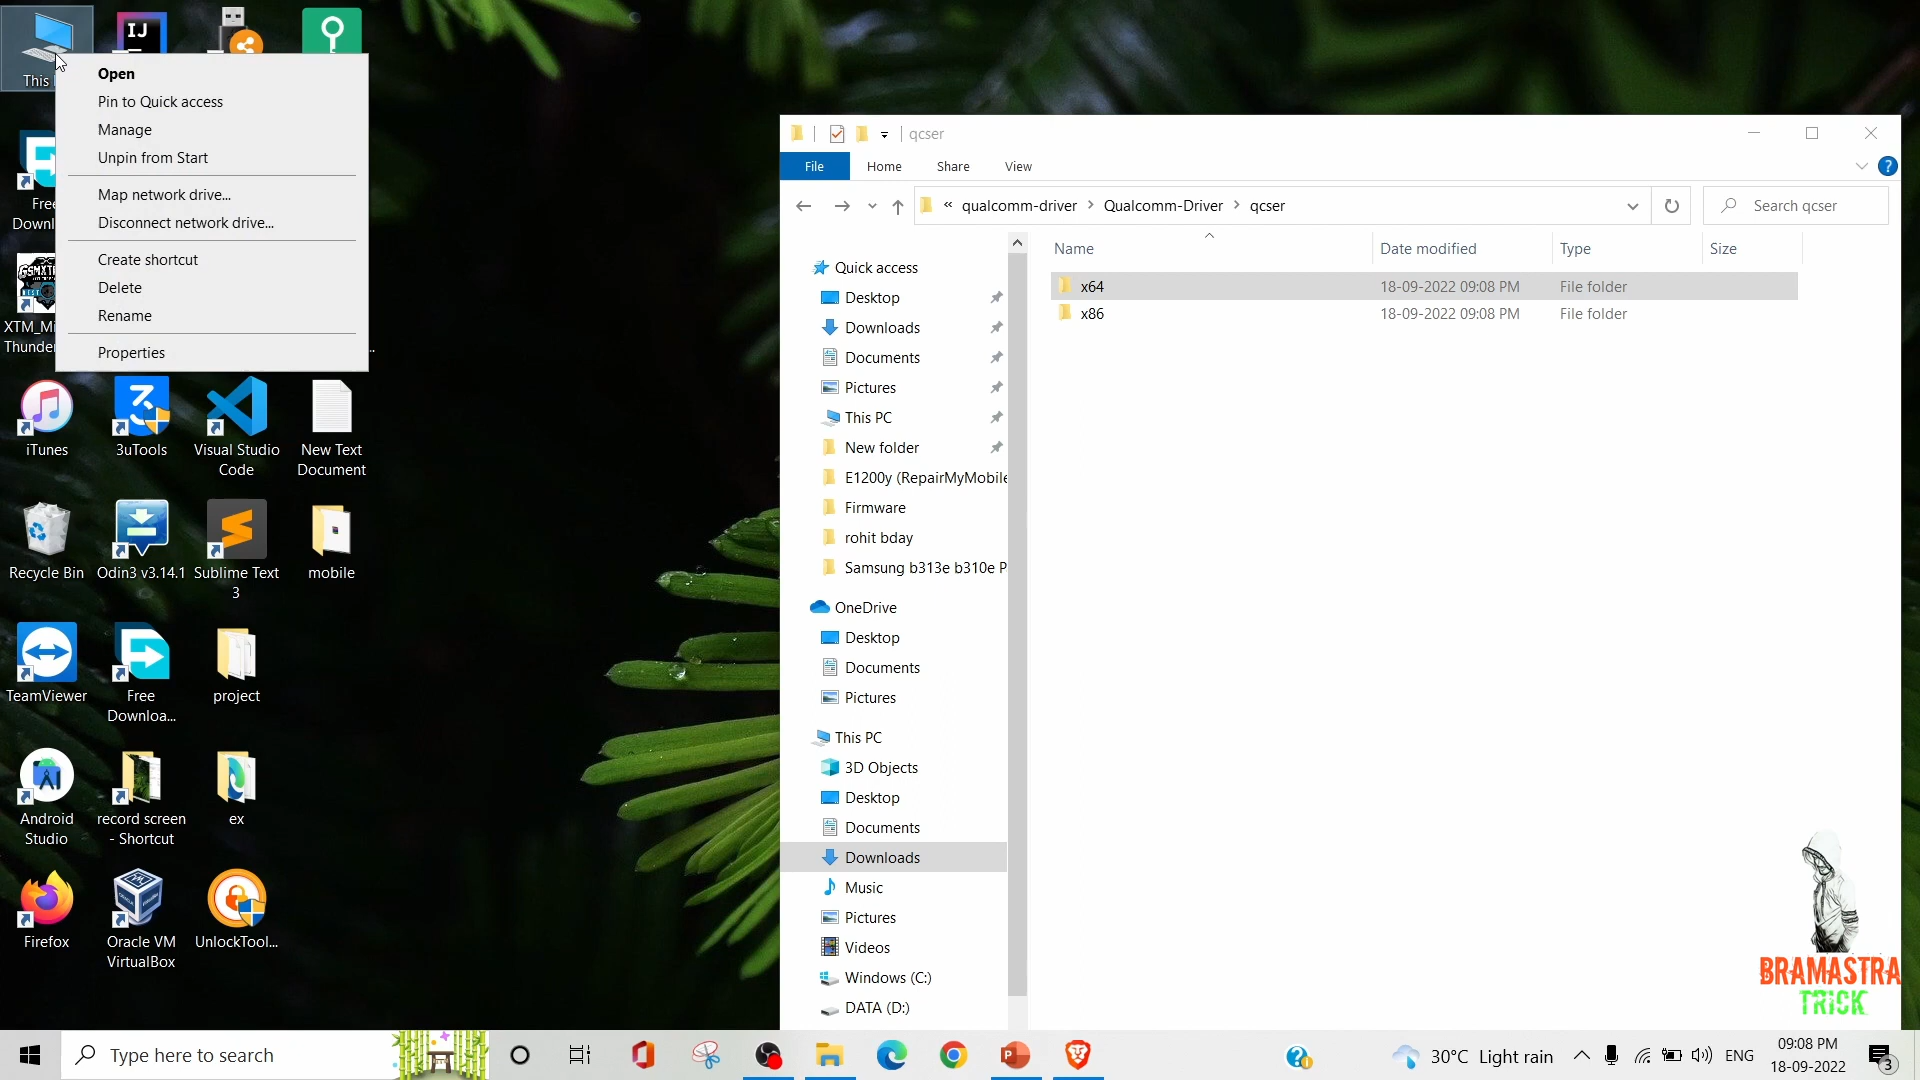 IJ
This
Open
Pin to Quick access
Manage
Unpin from Start
Map network drive...
Disconnect network drive...
Create shortcut
Delete
Rename
Properties
Free
Downl
XTM_Mi
Thunde
...
iTunes
3uTools
Visual Studio
Code
New Text
Document
Recycle Bin
Odin3 v3.14.1
Sublime Text
3
mobile
TeamViewer
Free
Downloa...
project
Android
Studio
record screen
- Shortcut
ex
Firefox
Oracle VM
VirtualBox
UnlockTool...
qcser
File
Home
Share
View
« qualcomm-driver > Qualcomm-Driver > qcser
Search qcser
Name
Date modified
Type
Size
x64
18-09-2022 09:08 PM
File folder
x86
18-09-2022 09:08 PM
File folder
Quick access
Desktop
Downloads
Documents
Pictures
This PC
New folder
E1200y (RepairMyMobile
Firmware
rohit bday
Samsung b313e b310e P
OneDrive
Desktop
Documents
Pictures
This PC
3D Objects
Desktop
Documents
Downloads
Music
Pictures
Videos
Windows (C:)
DATA (D:)
BRAMASTRA
TRICK
Type here to search
30°C Light rain
ENG
09:08 PM
18-09-2022
3